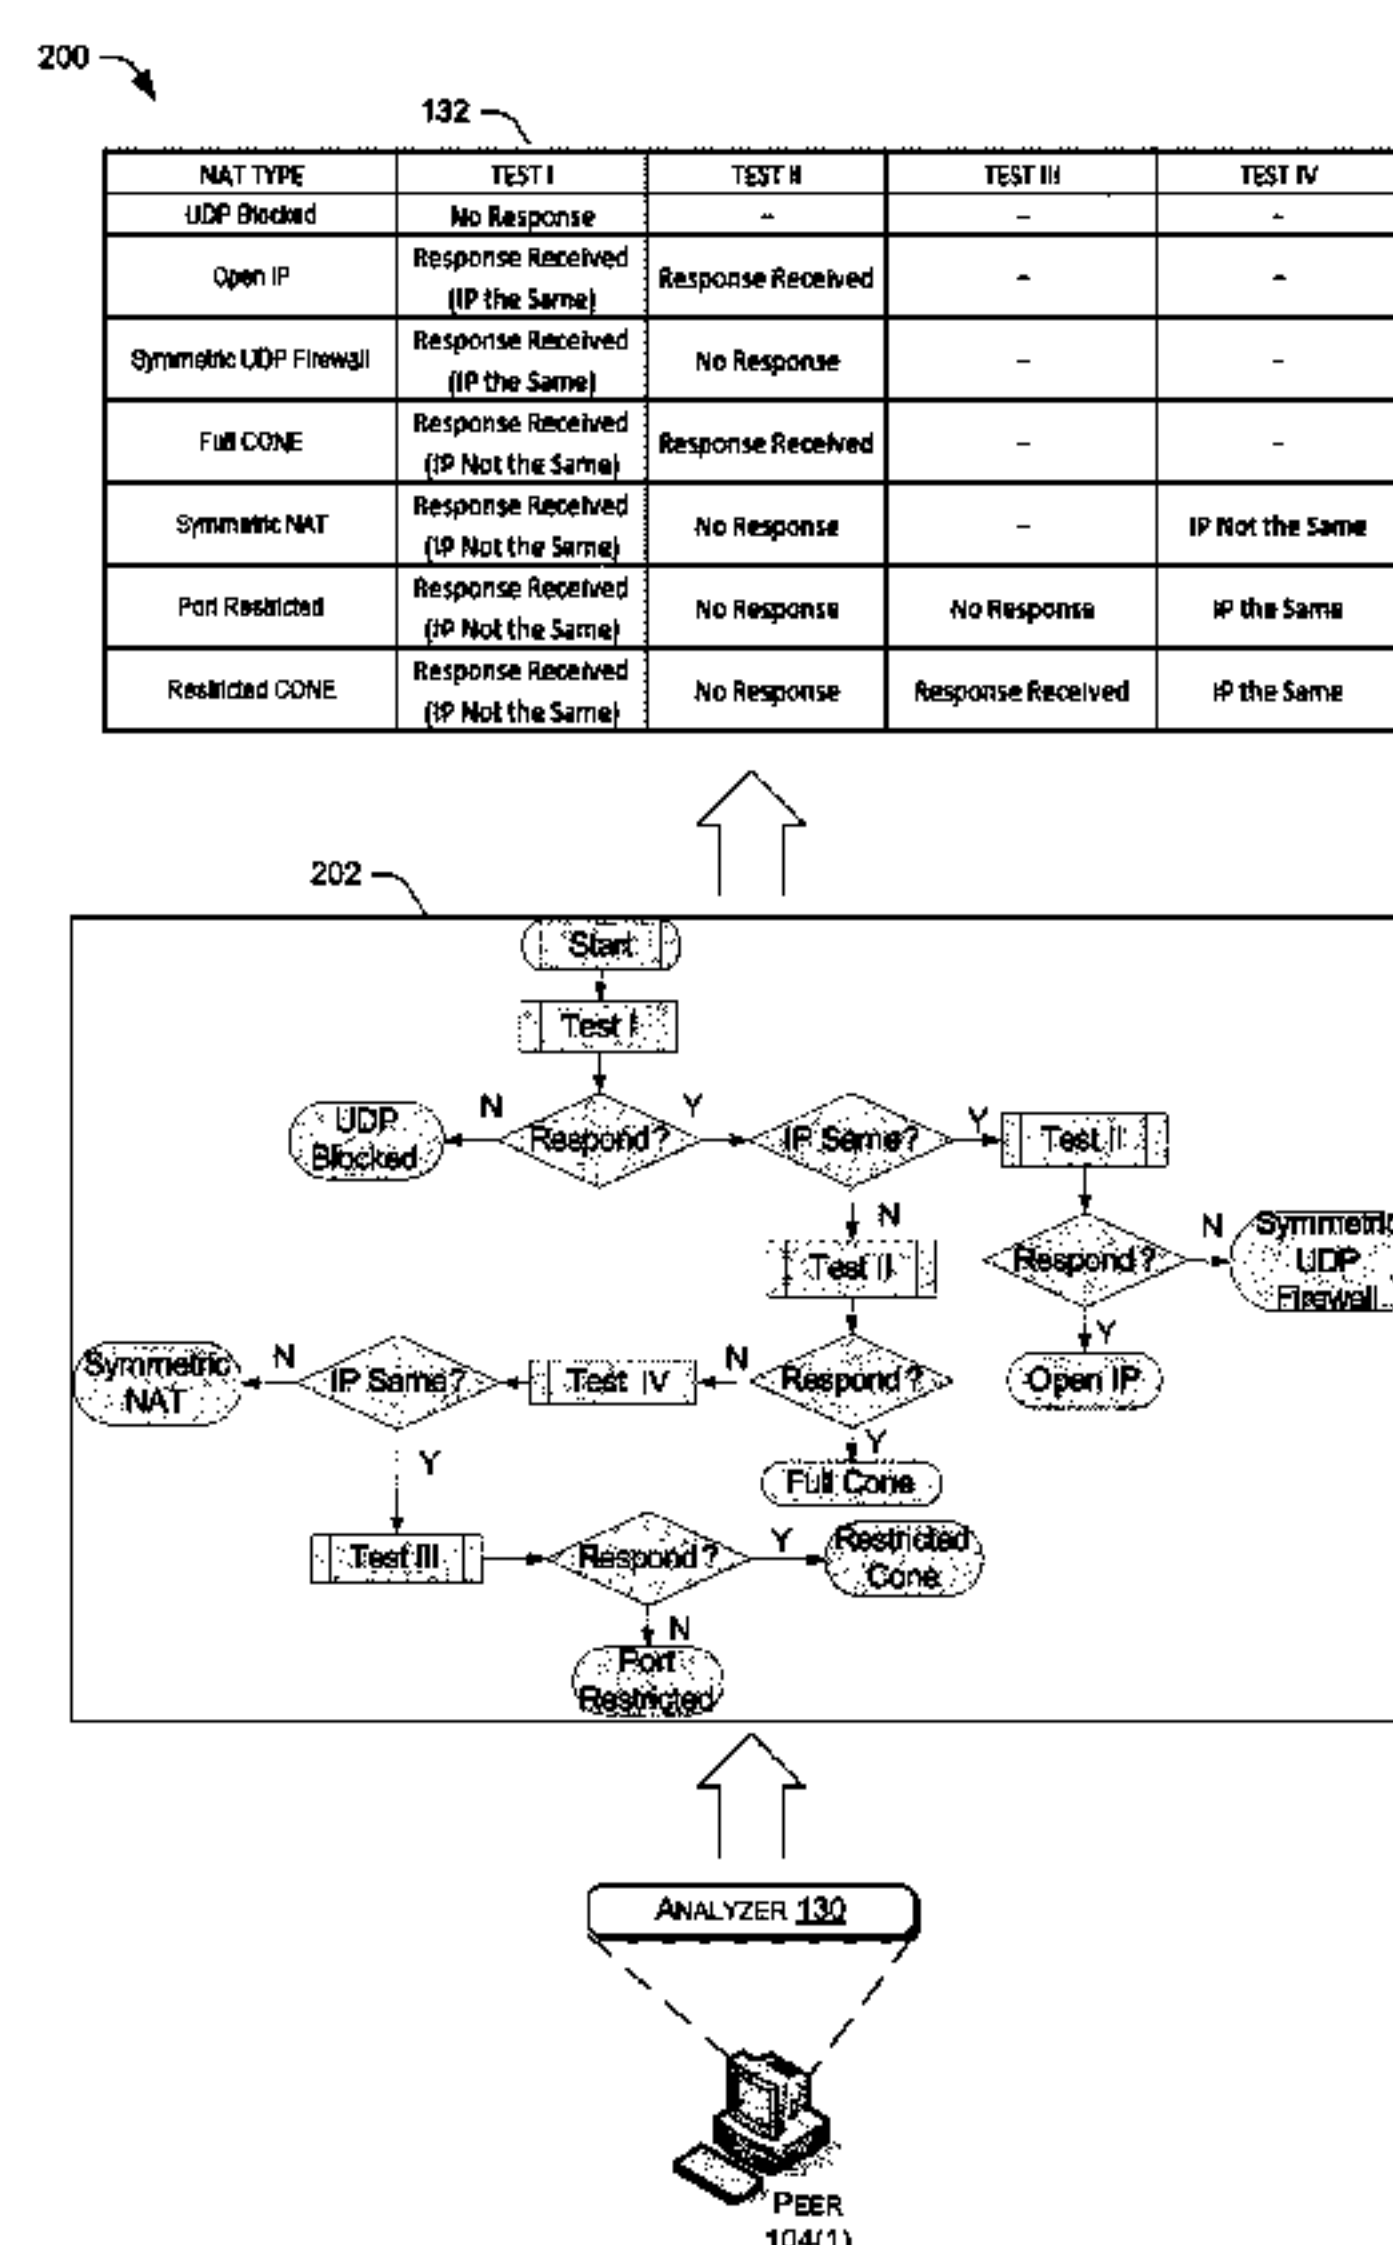 200
132
NAT TYPE TEST I TEST II TEST III TEST IV
UDP Blocked No Response – – –
Open IP Response Received (IP the Same) Response Received – –
Symmetric UDP Firewall Response Received (IP the Same) No Response – –
Full CONE Response Received (IP Not the Same) Response Received – –
Symmetric NAT Response Received (IP Not the Same) No Response – IP Not the Same
Port Restricted Response Received (IP Not the Same) No Response No Response IP the Same
Restricted CONE Response Received (IP Not the Same) No Response Response Received IP the Same
202
Start
Test I
UDP Blocked
N
Respond?
Y
IP Same?
Y
Test II
N
Test II
Respond?
N
Symmetric UDP Firewall
Y
Open IP
Symmetric NAT
N
IP Same?
Test IV
N
Respond?
Y
Full Cone
Y
Test III
Respond?
Y
Restricted Cone
N
Port Restricted
ANALYZER 130
PEER
104(1)